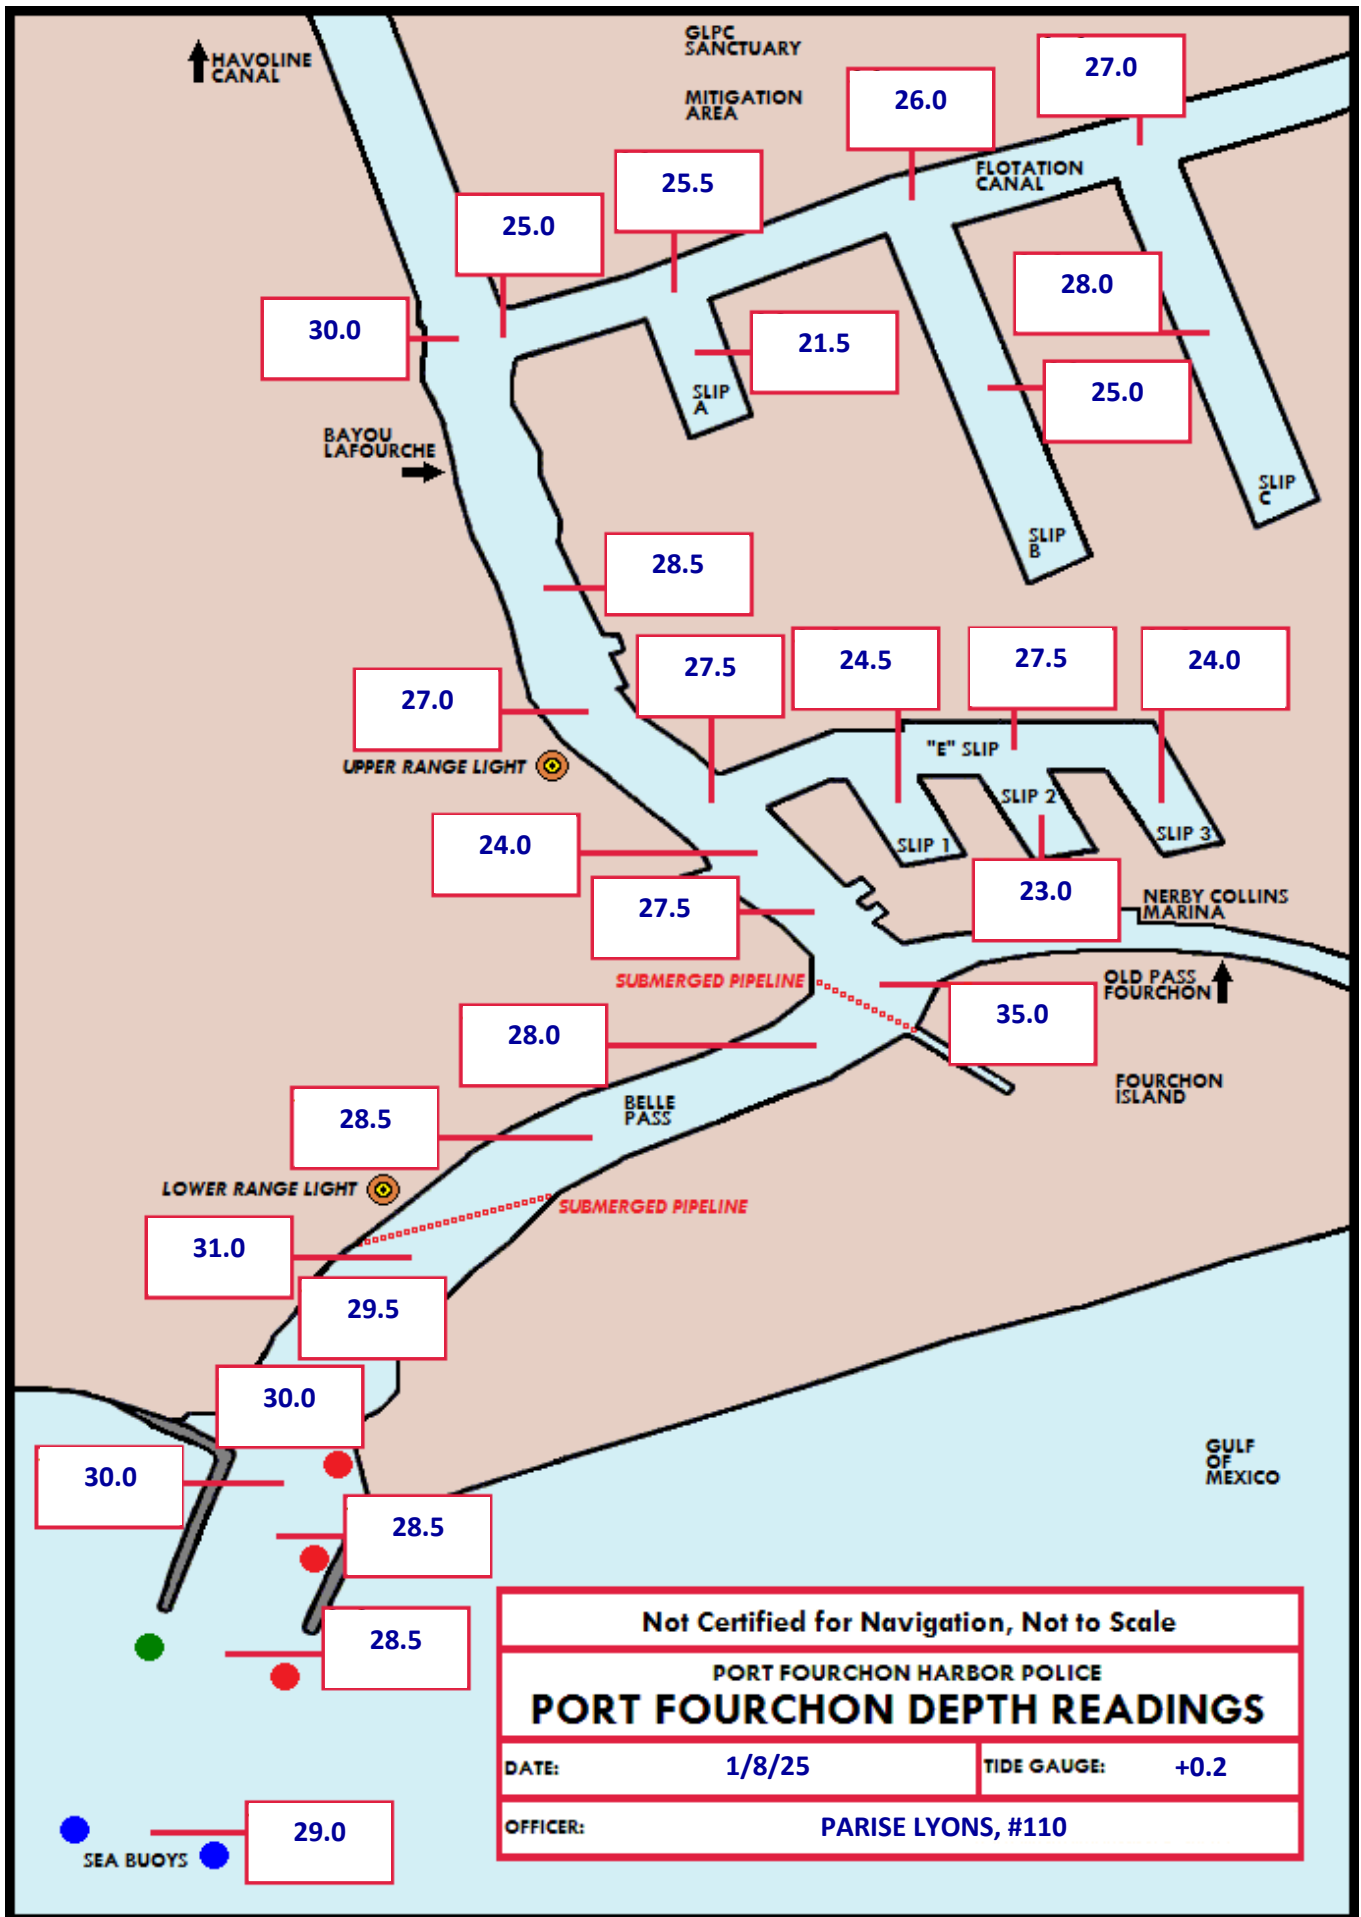 GLPC
SANCTUARY
HAVOLINE
CANAL
27.0
MITIGATION
AREA
26.0
FLOTATION
CANAL
25.5
25.0
28.0
30.0
21.5
25.0
SLIP
A
BAYOU
LAFOURCHE
SLIP
C
SLIP
B
28.5
27.5
24.5
27.5
24.0
27.0
"E" SLIP
UPPER RANGE LIGHT
SLIP 2
SLIP 1
SLIP 3
24.0
27.5
23.0
NERBY COLLINS
MARINA
SUBMERGED PIPELINE
OLD PASS
FOURCHON
35.0
28.0
FOURCHON
ISLAND
BELLE
PASS
28.5
LOWER RANGE LIGHT
SUBMERGED PIPELINE
31.0
29.5
30.0
GULF
OF
MEXICO
30.0
28.5
28.5
Not Certified for Navigation, Not to Scale
PORT FOURCHON HARBOR POLICE
PORT FOURCHON DEPTH READINGS
DATE: 1/8/25 TIDE GAUGE: +0.2
OFFICER: PARISE LYONS, #110
29.0
SEA BUOYS